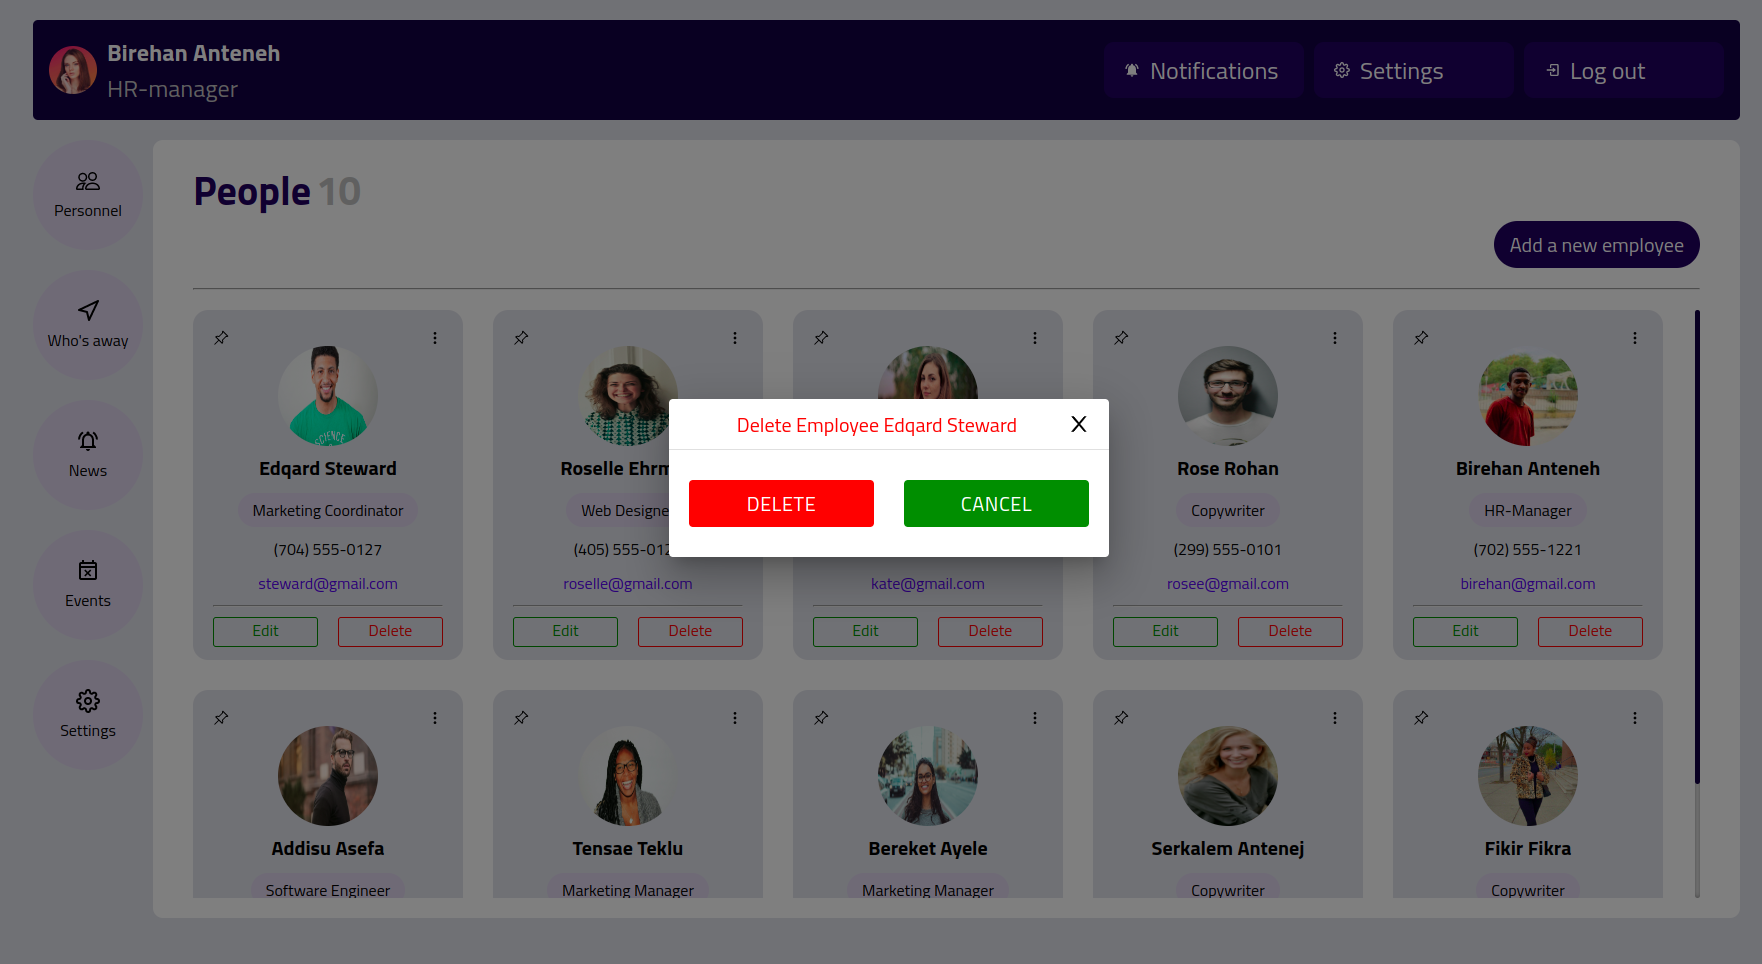 Birehan Anteneh
HR-manager
Notifications
Settings
Log out
Personnel
Who's away
News
Events
Settings
People 10
Add a new employee
Edqard Steward
Marketing Coordinator
(704) 555-0127
steward@gmail.com
Edit Delete
Roselle Ehrm
Web Designe
(405) 555-012
roselle@gmail.com
Edit Delete
kate@gmail.com
Edit Delete
Rose Rohan
Copywriter
(299) 555-0101
rosee@gmail.com
Edit Delete
Birehan Anteneh
HR-Manager
(702) 555-1221
birehan@gmail.com
Edit Delete
Delete Employee Edqard Steward X
DELETE CANCEL
SCIENCE
Addisu Asefa
Software Engineer
Tensae Teklu
Marketing Manager
Bereket Ayele
Marketing Manager
Serkalem Antenej
Copywriter
Fikir Fikra
Copywriter